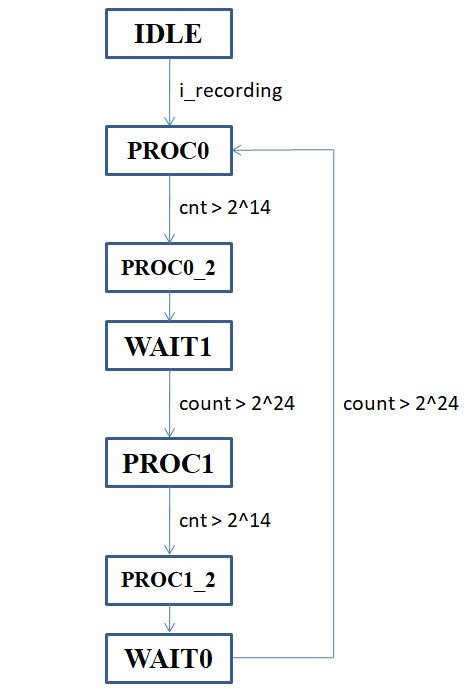 IDLE
i_recording
PROC0
cnt > 2^14
PROC0_2
WAIT1
count > 2^24
count > 2^24
PROC1
cnt > 2^14
PROC1_2
WAIT0